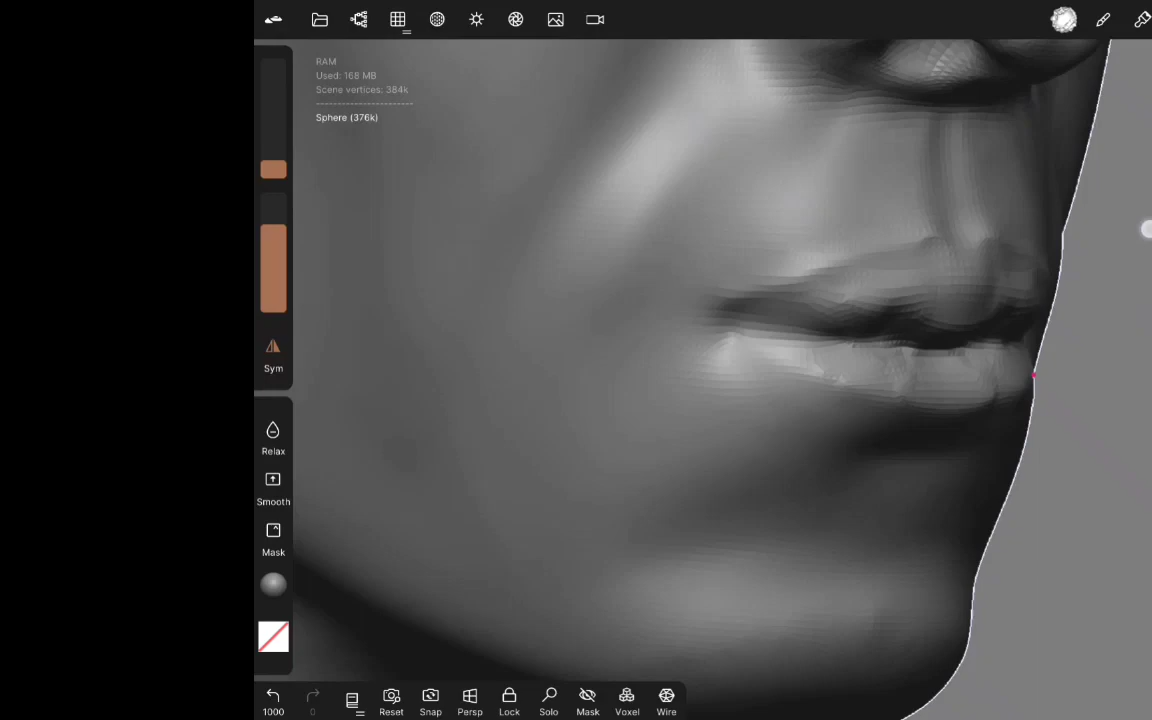 RAM
Used: 168 MB
Scene vertices: 384k
Sphere (376k)
Sym
Relax
Smooth
Mask
1000
0
Reset
Snap
Persp
Lock
Solo
Mask
Voxel
Wire